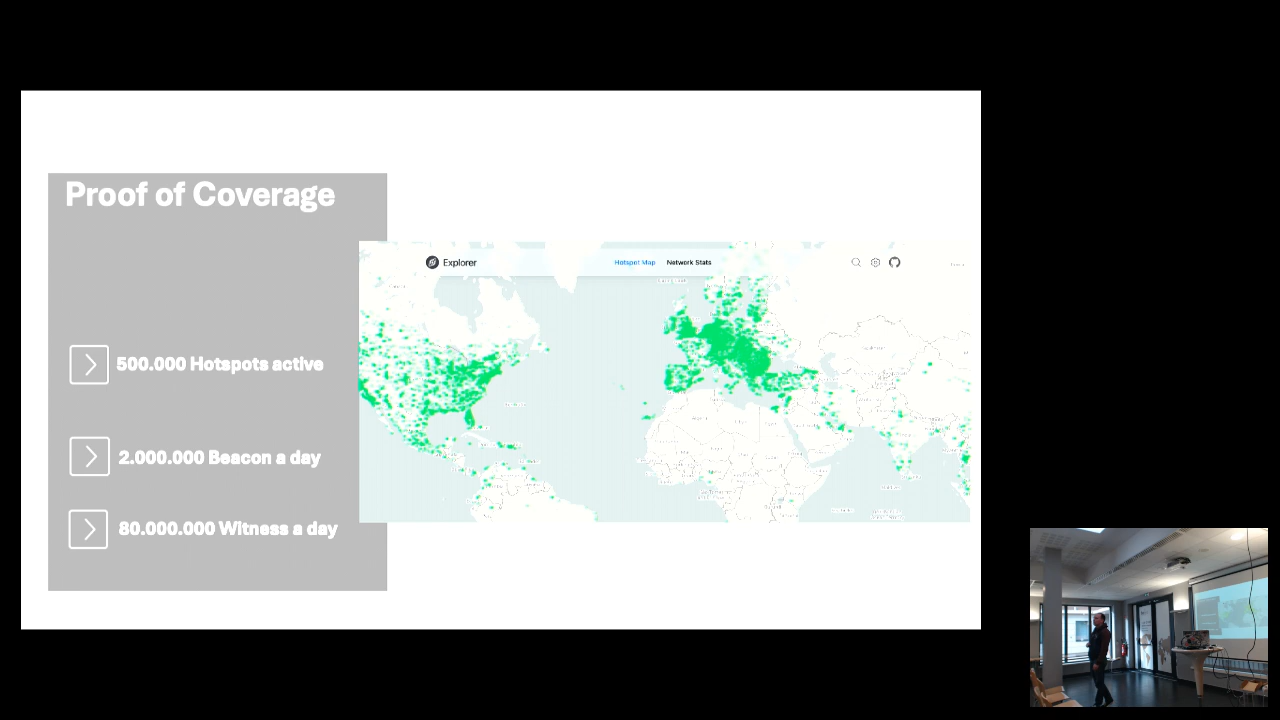 Proof of Coverage
500.000 Hotspots active
2.000.000 Beacon a day
80.000.000 Witness a day
Explorer
Hotspot Map
Network Stats